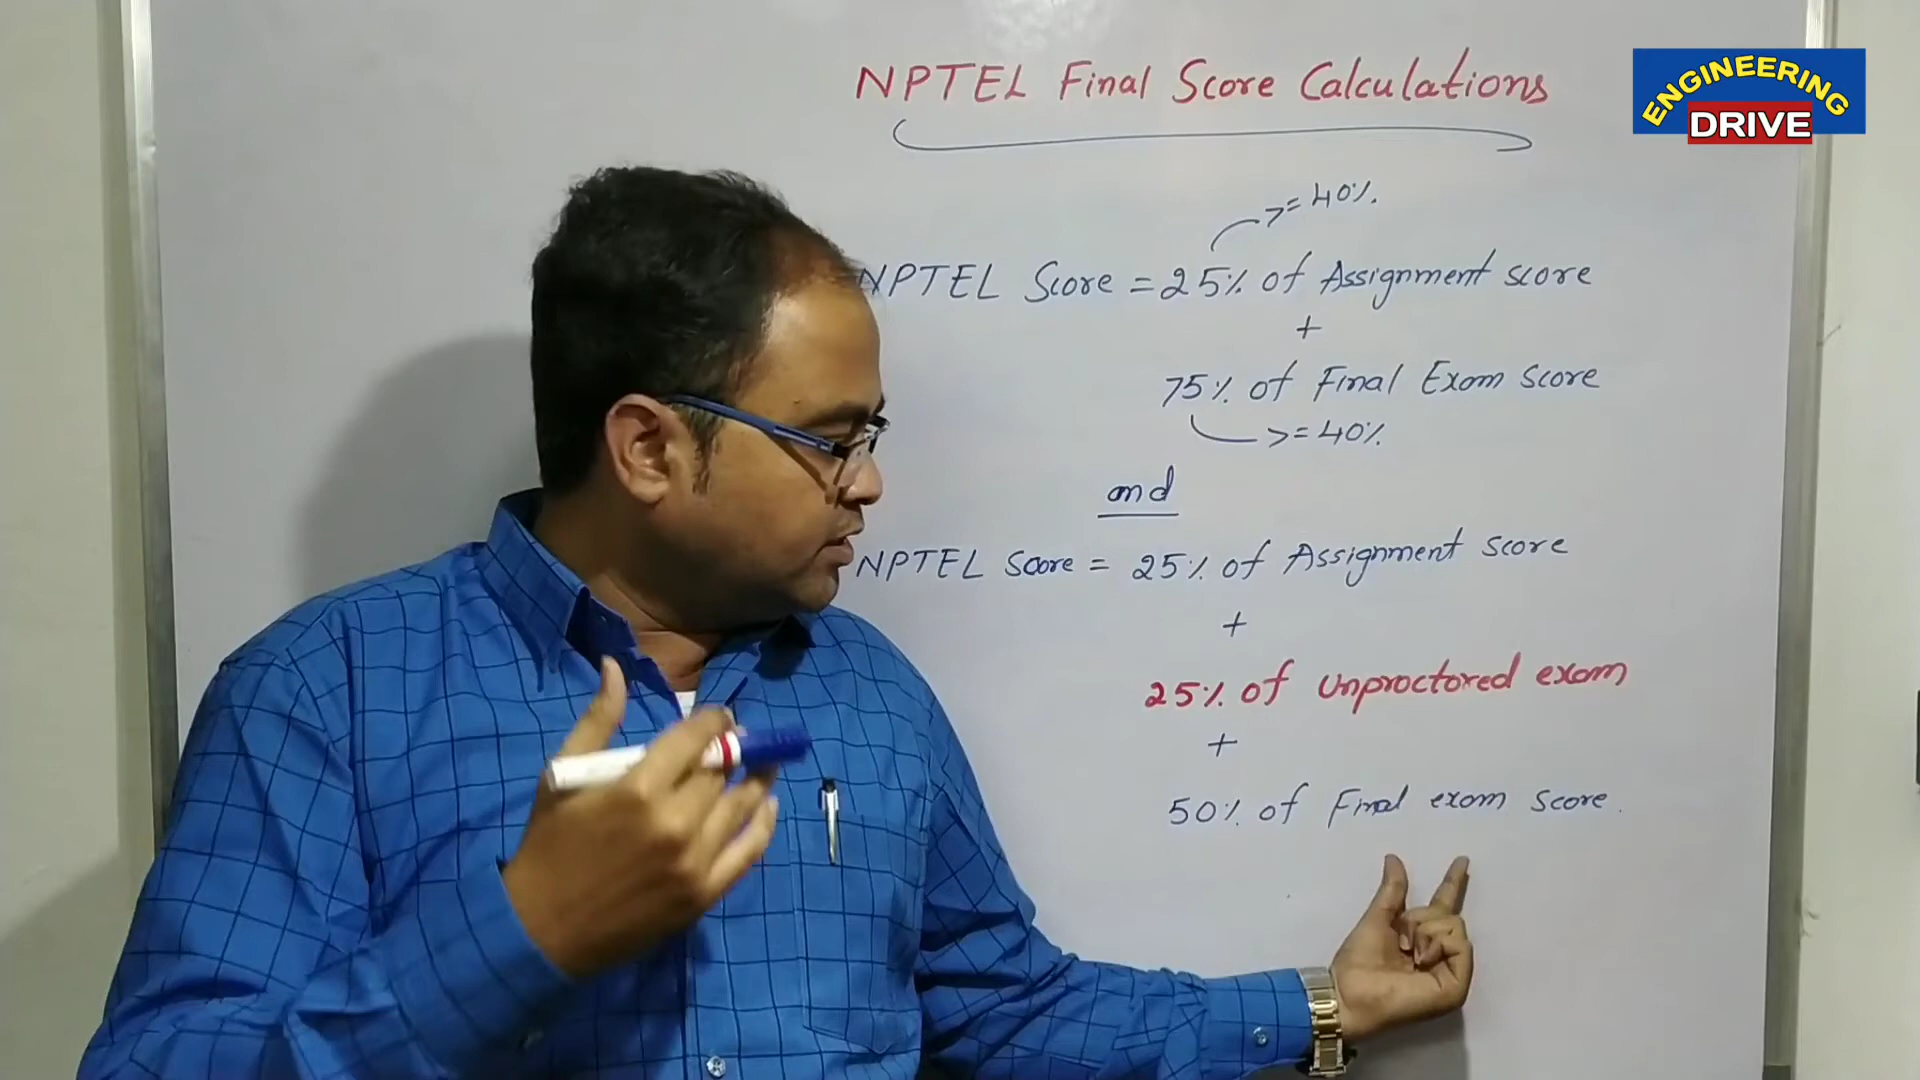 NPTEL Final Score Calculations
ENGINEERING
DRIVE
>= 40%.
NPTEL Score = 25% of Assignment score
+
75% of Final Exam score
>= 40%.
and
NPTEL Score = 25% of Assignment score
+
25% of unproctored exam
+
50% of Final exam score.